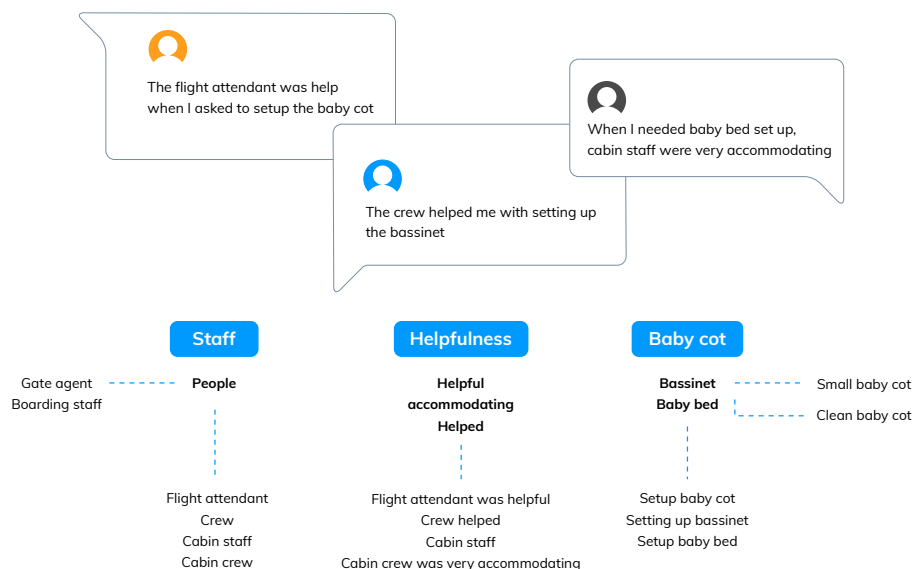 The flight attendant was help
when I asked to setup the baby cot
When I needed baby bed set up,
cabin staff were very accommodating
The crew helped me with setting up
the bassinet
Staff
Helpfulness
Baby cot
Gate agent
Boarding staff
People
Helpful
accommodating
Helped
Bassinet
Baby bed
Small baby cot
Clean baby cot
Flight attendant
Crew
Cabin staff
Cabin crew
Flight attendant was helpful
Crew helped
Cabin staff
Cabin crew was very accommodating
Setup baby cot
Setting up bassinet
Setup baby bed